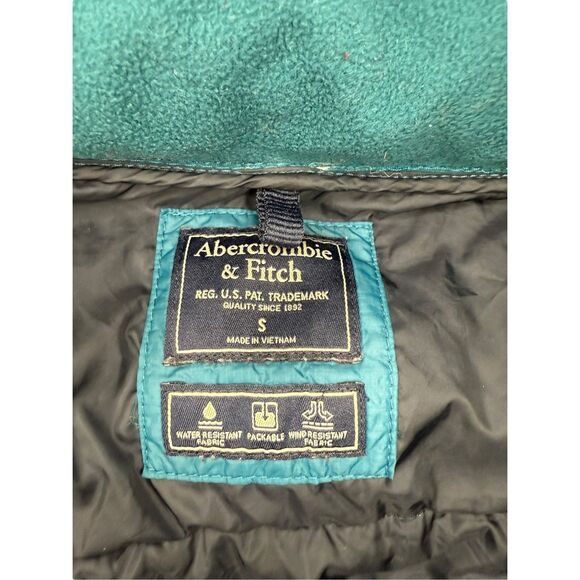 Abercrombie
& Fitch
REG. U.S. PAT. TRADEMARK
QUALITY SINCE 1892
S
MADE IN VIETNAM
WATER RESISTANT
FABRIC
PACKABLE
WIND RESISTANT
FABRIC